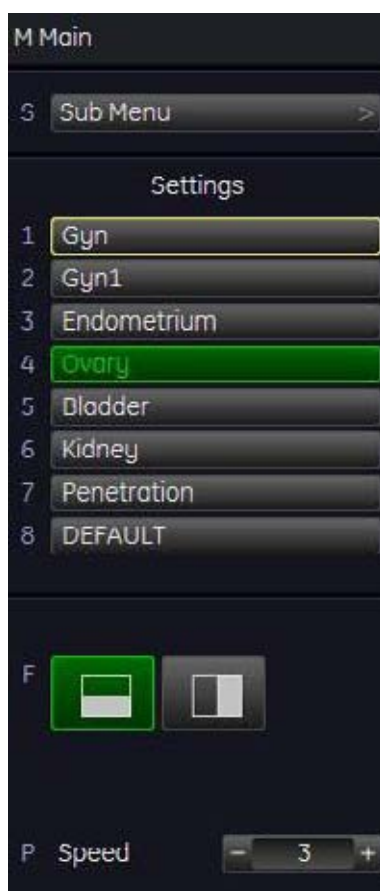 M Main
S Sub Menu >
Settings
1 Gyn
2 Gyn1
3 Endometrium
4 Ovary
5 Bladder
6 Kidney
7 Penetration
8 DEFAULT
F
P Speed - 3 +